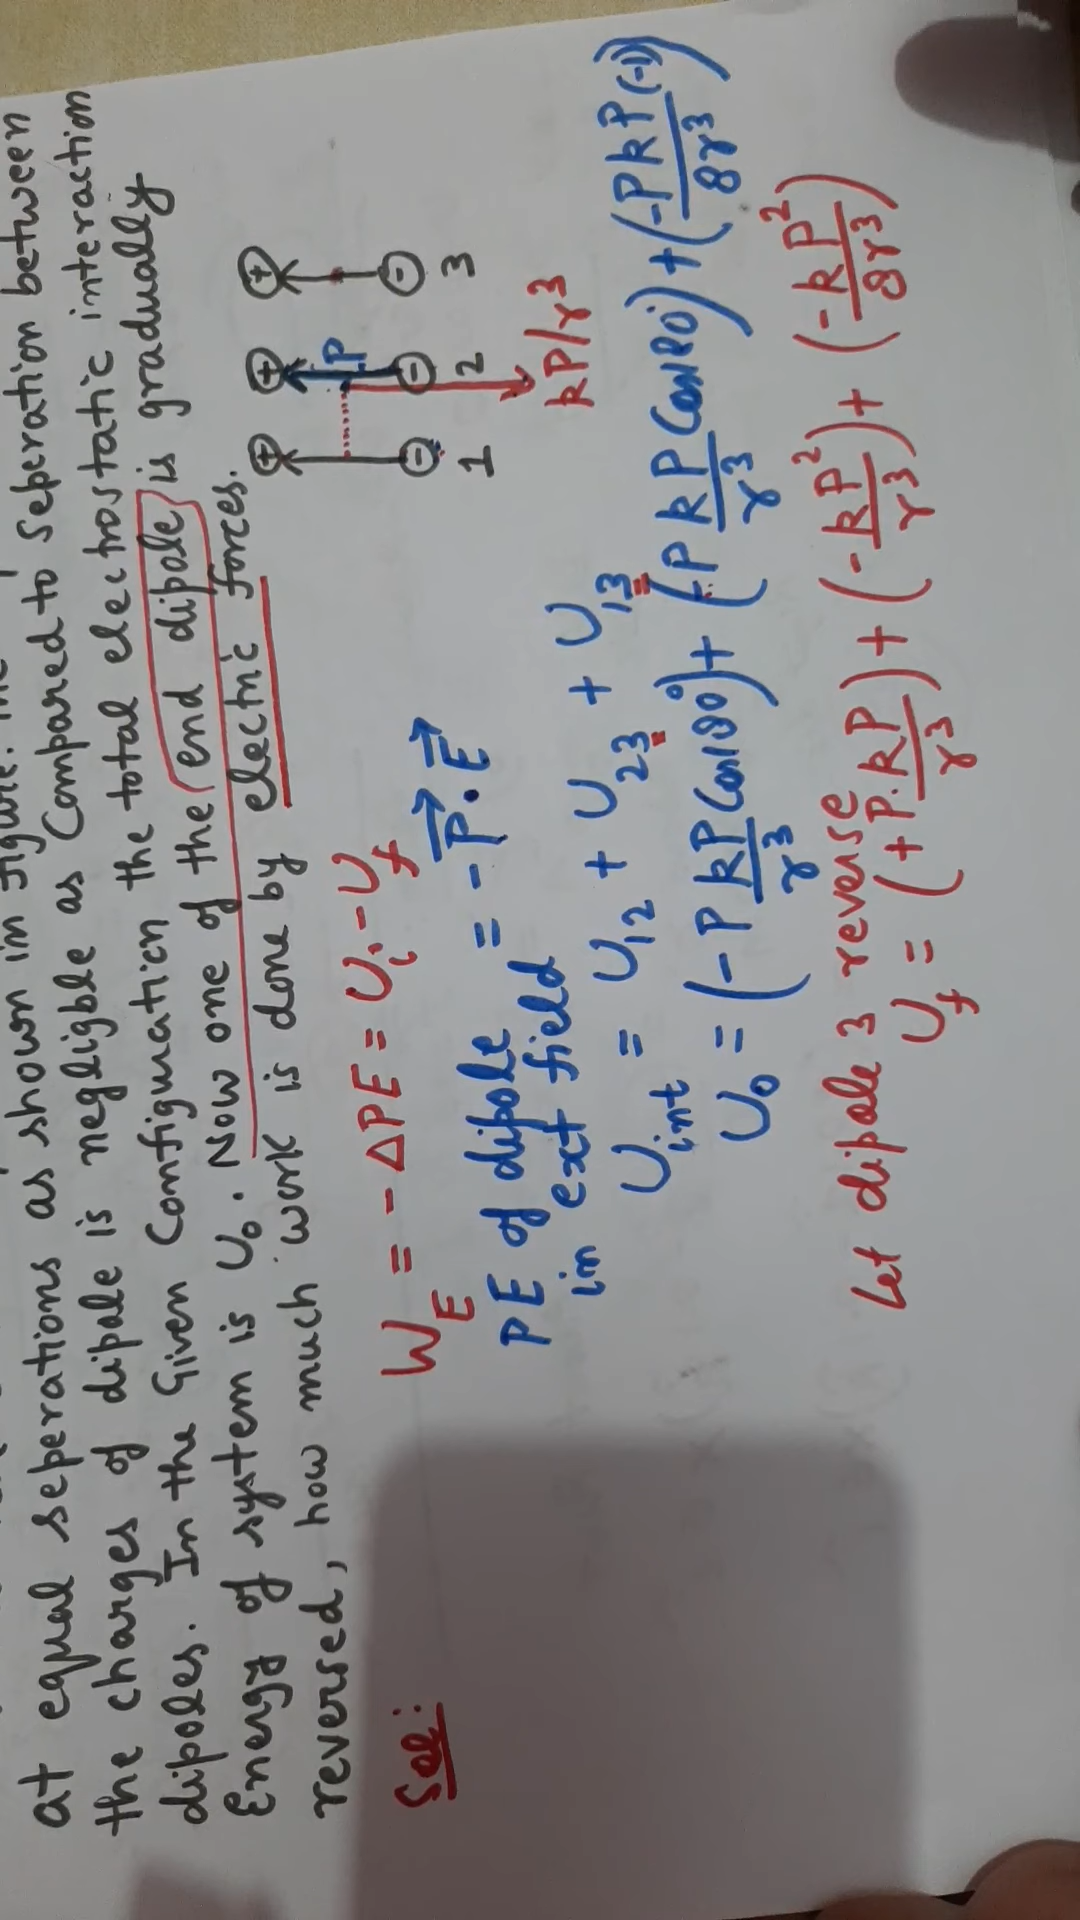 at equal seperations as shown in figure. The
the charges of dipole is negligble as Compared to seperation between
dipoles. In the Given Configuration the total electrostatic interaction
Energy of system is U₀. Now one of the end dipole is gradually
reversed, how much work is done by electric forces.
+ + +
P
- - -
1 2 3
kP/r³
Sol:
W_E = - ΔPE = U_i - U_f
PE of dipole = - P⃗ . E⃗
in ext field
U_int = U₁₂ + U₂₃ + U₁₃
U₀ = (- P kP/r³ Cos180°) + (-P kP/r³ Cos180°) + (-P kP(-1)/8r³)
Let dipole 3 reverse
U_f = (+P. kP/r³) + (-kP²/r³) + (-kP²/8r³)